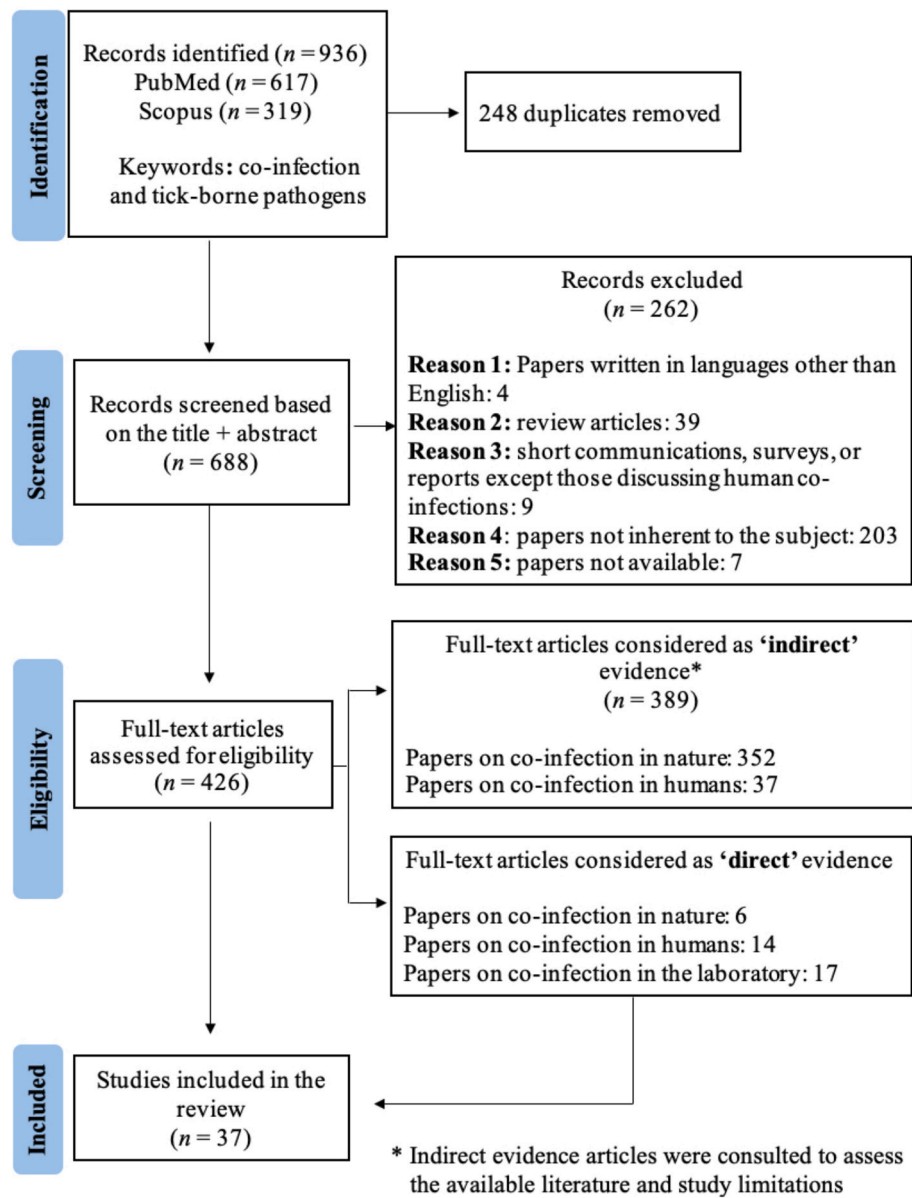 Identification
Records identified (n = 936)
PubMed (n = 617)
Scopus (n = 319)
Keywords: co-infection
and tick-borne pathogens
248 duplicates removed
Screening
Records screened based
on the title + abstract
(n = 688)
Records excluded
(n = 262)
Reason 1: Papers written in languages other than
English: 4
Reason 2: review articles: 39
Reason 3: short communications, surveys, or
reports except those discussing human co-
infections: 9
Reason 4: papers not inherent to the subject: 203
Reason 5: papers not available: 7
Eligibility
Full-text articles
assessed for eligibility
(n = 426)
Full-text articles considered as ‘indirect’
evidence*
(n = 389)
Papers on co-infection in nature: 352
Papers on co-infection in humans: 37
Full-text articles considered as ‘direct’ evidence
Papers on co-infection in nature: 6
Papers on co-infection in humans: 14
Papers on co-infection in the laboratory: 17
Included
Studies included in the
review
(n = 37)
* Indirect evidence articles were consulted to assess
the available literature and study limitations